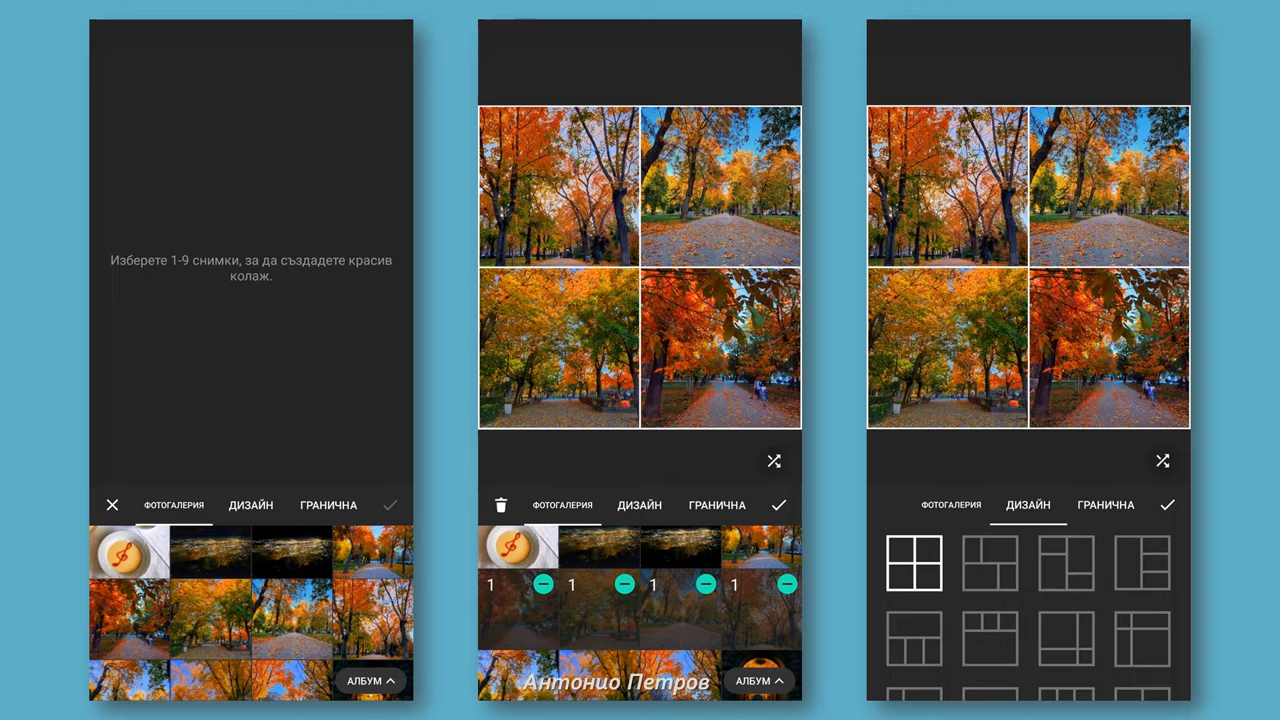 Изберете 1-9 снимки, за да създадете красив
колаж.
ФОТОГАЛЕРИЯ ДИЗАЙН ГРАНИЧНА
АЛБУМ
ФОТОГАЛЕРИЯ ДИЗАЙН ГРАНИЧНА
1 1 1 1
Антонио Петров
АЛБУМ
ФОТОГАЛЕРИЯ ДИЗАЙН ГРАНИЧНА